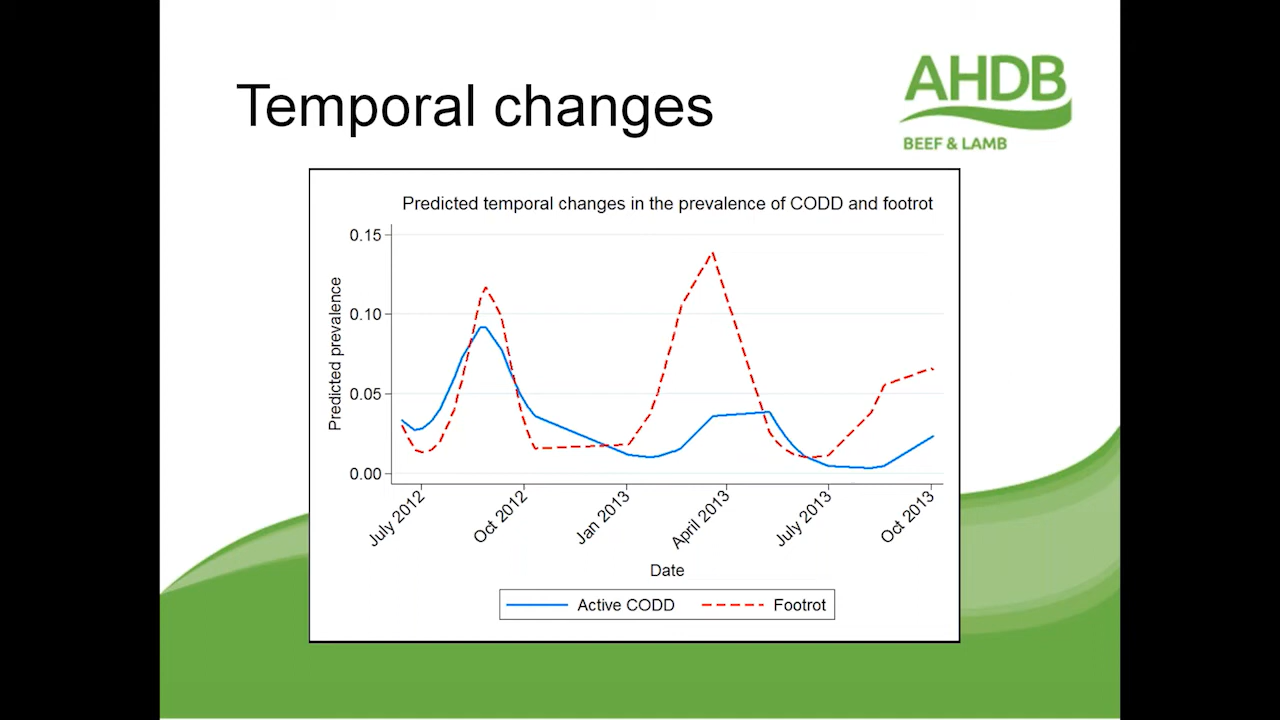 Temporal changes
AHDB
BEEF & LAMB
Predicted temporal changes in the prevalence of CODD and footrot
Predicted prevalence
0.15
0.10
0.05
0.00
July 2012
Oct 2012
Jan 2013
April 2013
July 2013
Oct 2013
Date
Active CODD
Footrot